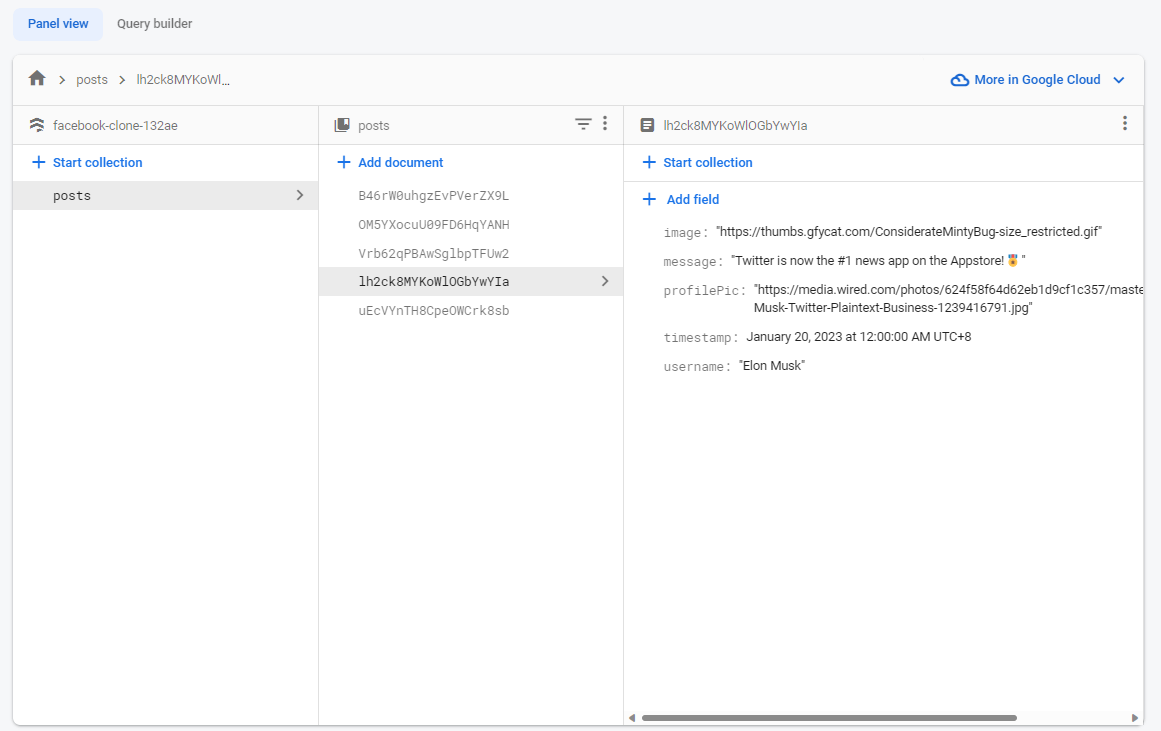 Panel view
Query builder
posts
lh2ck8MYKoWl…
More in Google Cloud
facebook-clone-132ae
Start collection
posts
posts
Add document
B46rW0uhgzEvPVerZX9L
OM5YXocuU09FD6HqYANH
Vrb62qPBAwSglbpTFUw2
lh2ck8MYKoWlOGbYwYIa
uEcVYnTH8CpeOWCrk8sb
lh2ck8MYKoWlOGbYwYIa
Start collection
Add field
image: "https://thumbs.gfycat.com/ConsiderateMintyBug-size_restricted.gif"
message: "Twitter is now the #1 news app on the Appstore! 🏅"
profilePic: "https://media.wired.com/photos/624f58f64d62eb1d9cf1c357/maste
Musk-Twitter-Plaintext-Business-1239416791.jpg"
timestamp: January 20, 2023 at 12:00:00 AM UTC+8
username: "Elon Musk"